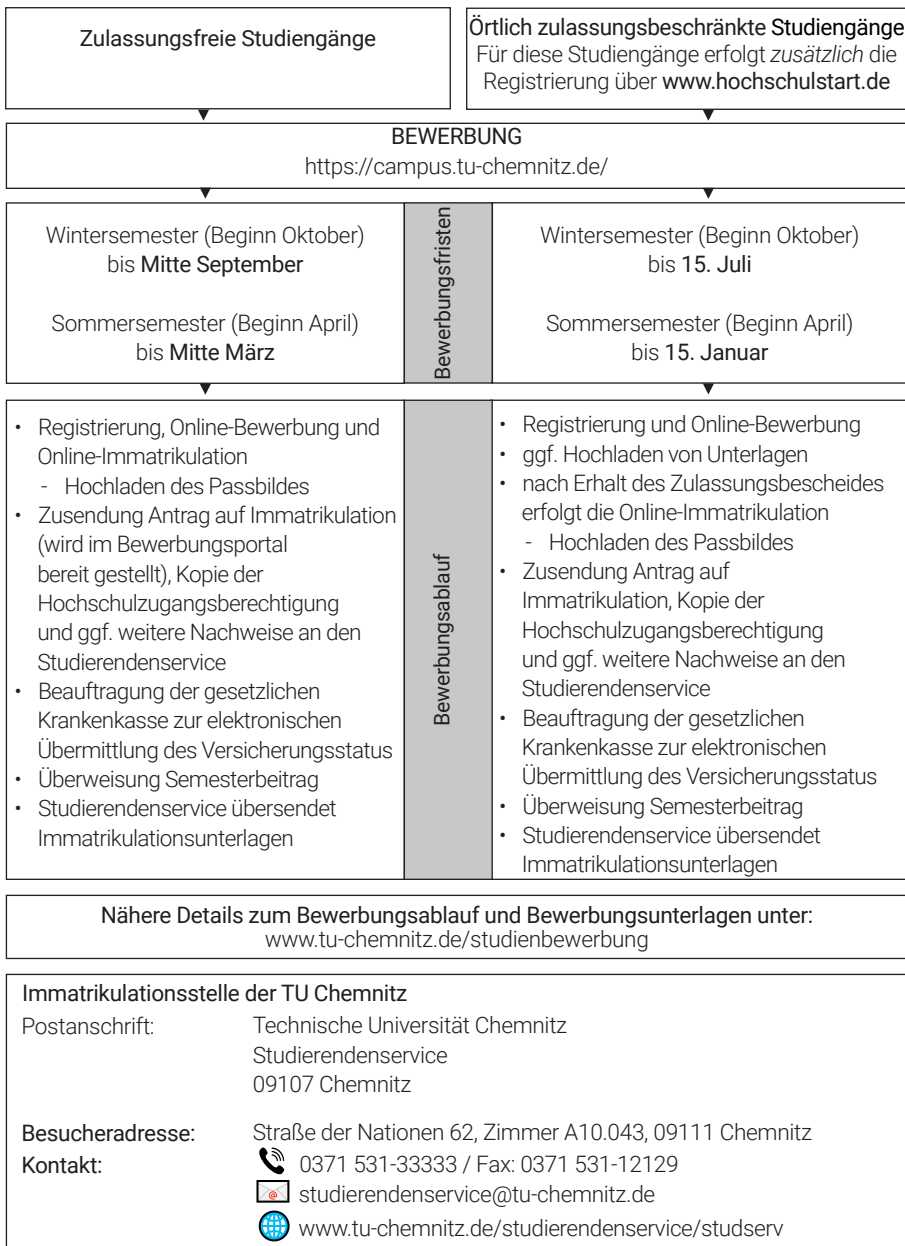 Zulassungsfreie Studiengänge
Örtlich zulassungsbeschränkte Studiengänge
Für diese Studiengänge erfolgt zusätzlich die
Registrierung über www.hochschulstart.de
BEWERBUNG
https://campus.tu-chemnitz.de/
Wintersemester (Beginn Oktober)
bis Mitte September
Sommersemester (Beginn April)
bis Mitte März
Bewerbungsfristen
Wintersemester (Beginn Oktober)
bis 15. Juli
Sommersemester (Beginn April)
bis 15. Januar
• Registrierung, Online-Bewerbung und
Online-Immatrikulation
- Hochladen des Passbildes
• Zusendung Antrag auf Immatrikulation
(wird im Bewerbungsportal
bereit gestellt), Kopie der
Hochschulzugangsberechtigung
und ggf. weitere Nachweise an den
Studierendenservice
• Beauftragung der gesetzlichen
Krankenkasse zur elektronischen
Übermittlung des Versicherungsstatus
• Überweisung Semesterbeitrag
• Studierendenservice übersendet
Immatrikulationsunterlagen
Bewerbungsablauf
• Registrierung und Online-Bewerbung
• ggf. Hochladen von Unterlagen
• nach Erhalt des Zulassungsbescheides
erfolgt die Online-Immatrikulation
- Hochladen des Passbildes
• Zusendung Antrag auf
Immatrikulation, Kopie der
Hochschulzugangsberechtigung
und ggf. weitere Nachweise an den
Studierendenservice
• Beauftragung der gesetzlichen
Krankenkasse zur elektronischen
Übermittlung des Versicherungsstatus
• Überweisung Semesterbeitrag
• Studierendenservice übersendet
Immatrikulationsunterlagen
Nähere Details zum Bewerbungsablauf und Bewerbungsunterlagen unter:
www.tu-chemnitz.de/studienbewerbung
Immatrikulationsstelle der TU Chemnitz
Postanschrift: Technische Universität Chemnitz
Studierendenservice
09107 Chemnitz
Besucheradresse: Straße der Nationen 62, Zimmer A10.043, 09111 Chemnitz
Kontakt: 0371 531-33333 / Fax: 0371 531-12129
studierendenservice@tu-chemnitz.de
www.tu-chemnitz.de/studierendenservice/studserv